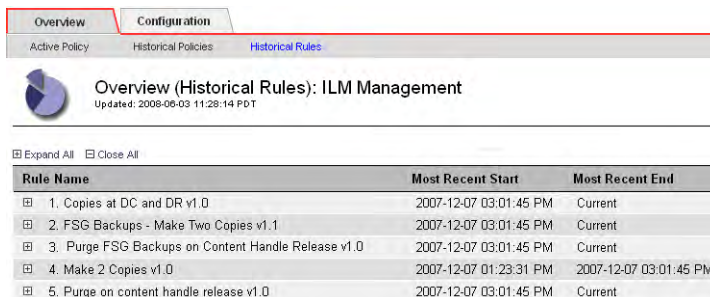 Overview Configuration
Active Policy Historical Policies Historical Rules
Overview (Historical Rules): ILM Management
Updated: 2008-06-03 11:28:14 PDT
Expand All Close All
Rule Name Most Recent Start Most Recent End
1. Copies at DC and DR v1.0 2007-12-07 03:01:45 PM Current
2. FSG Backups - Make Two Copies v1.1 2007-12-07 03:01:45 PM Current
3. Purge FSG Backups on Content Handle Release v1.0 2007-12-07 03:01:45 PM Current
4. Make 2 Copies v1.0 2007-12-07 01:23:31 PM 2007-12-07 03:01:45 PM
5. Purge on content handle release v1.0 2007-12-07 03:01:45 PM Current